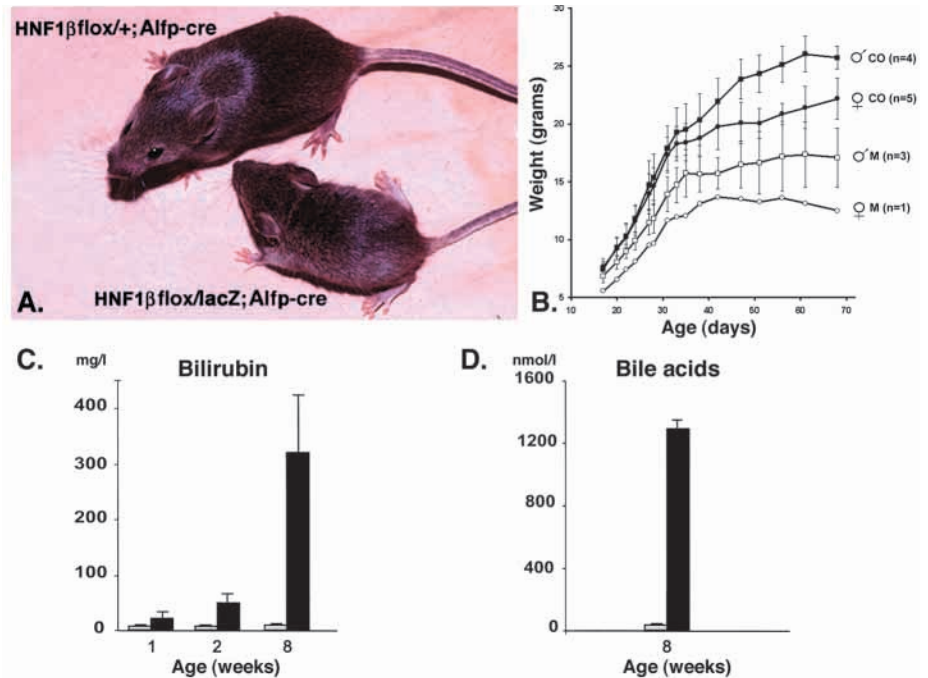 HNF1βflox/+;Alfp-cre
HNF1βflox/lacZ;Alfp-cre
A.
Weight (grams)
30
25
20
15
10
5
10 20 30 40 50 60 70
Age (days)
♂ CO (n=4)
♀ CO (n=5)
♂ M (n=3)
♀ M (n=1)
B.
C.
mg/l
Bilirubin
400
300
200
100
0
1 2 8
Age (weeks)
D.
nmol/l
Bile acids
1600
1200
800
400
0
8
Age (weeks)